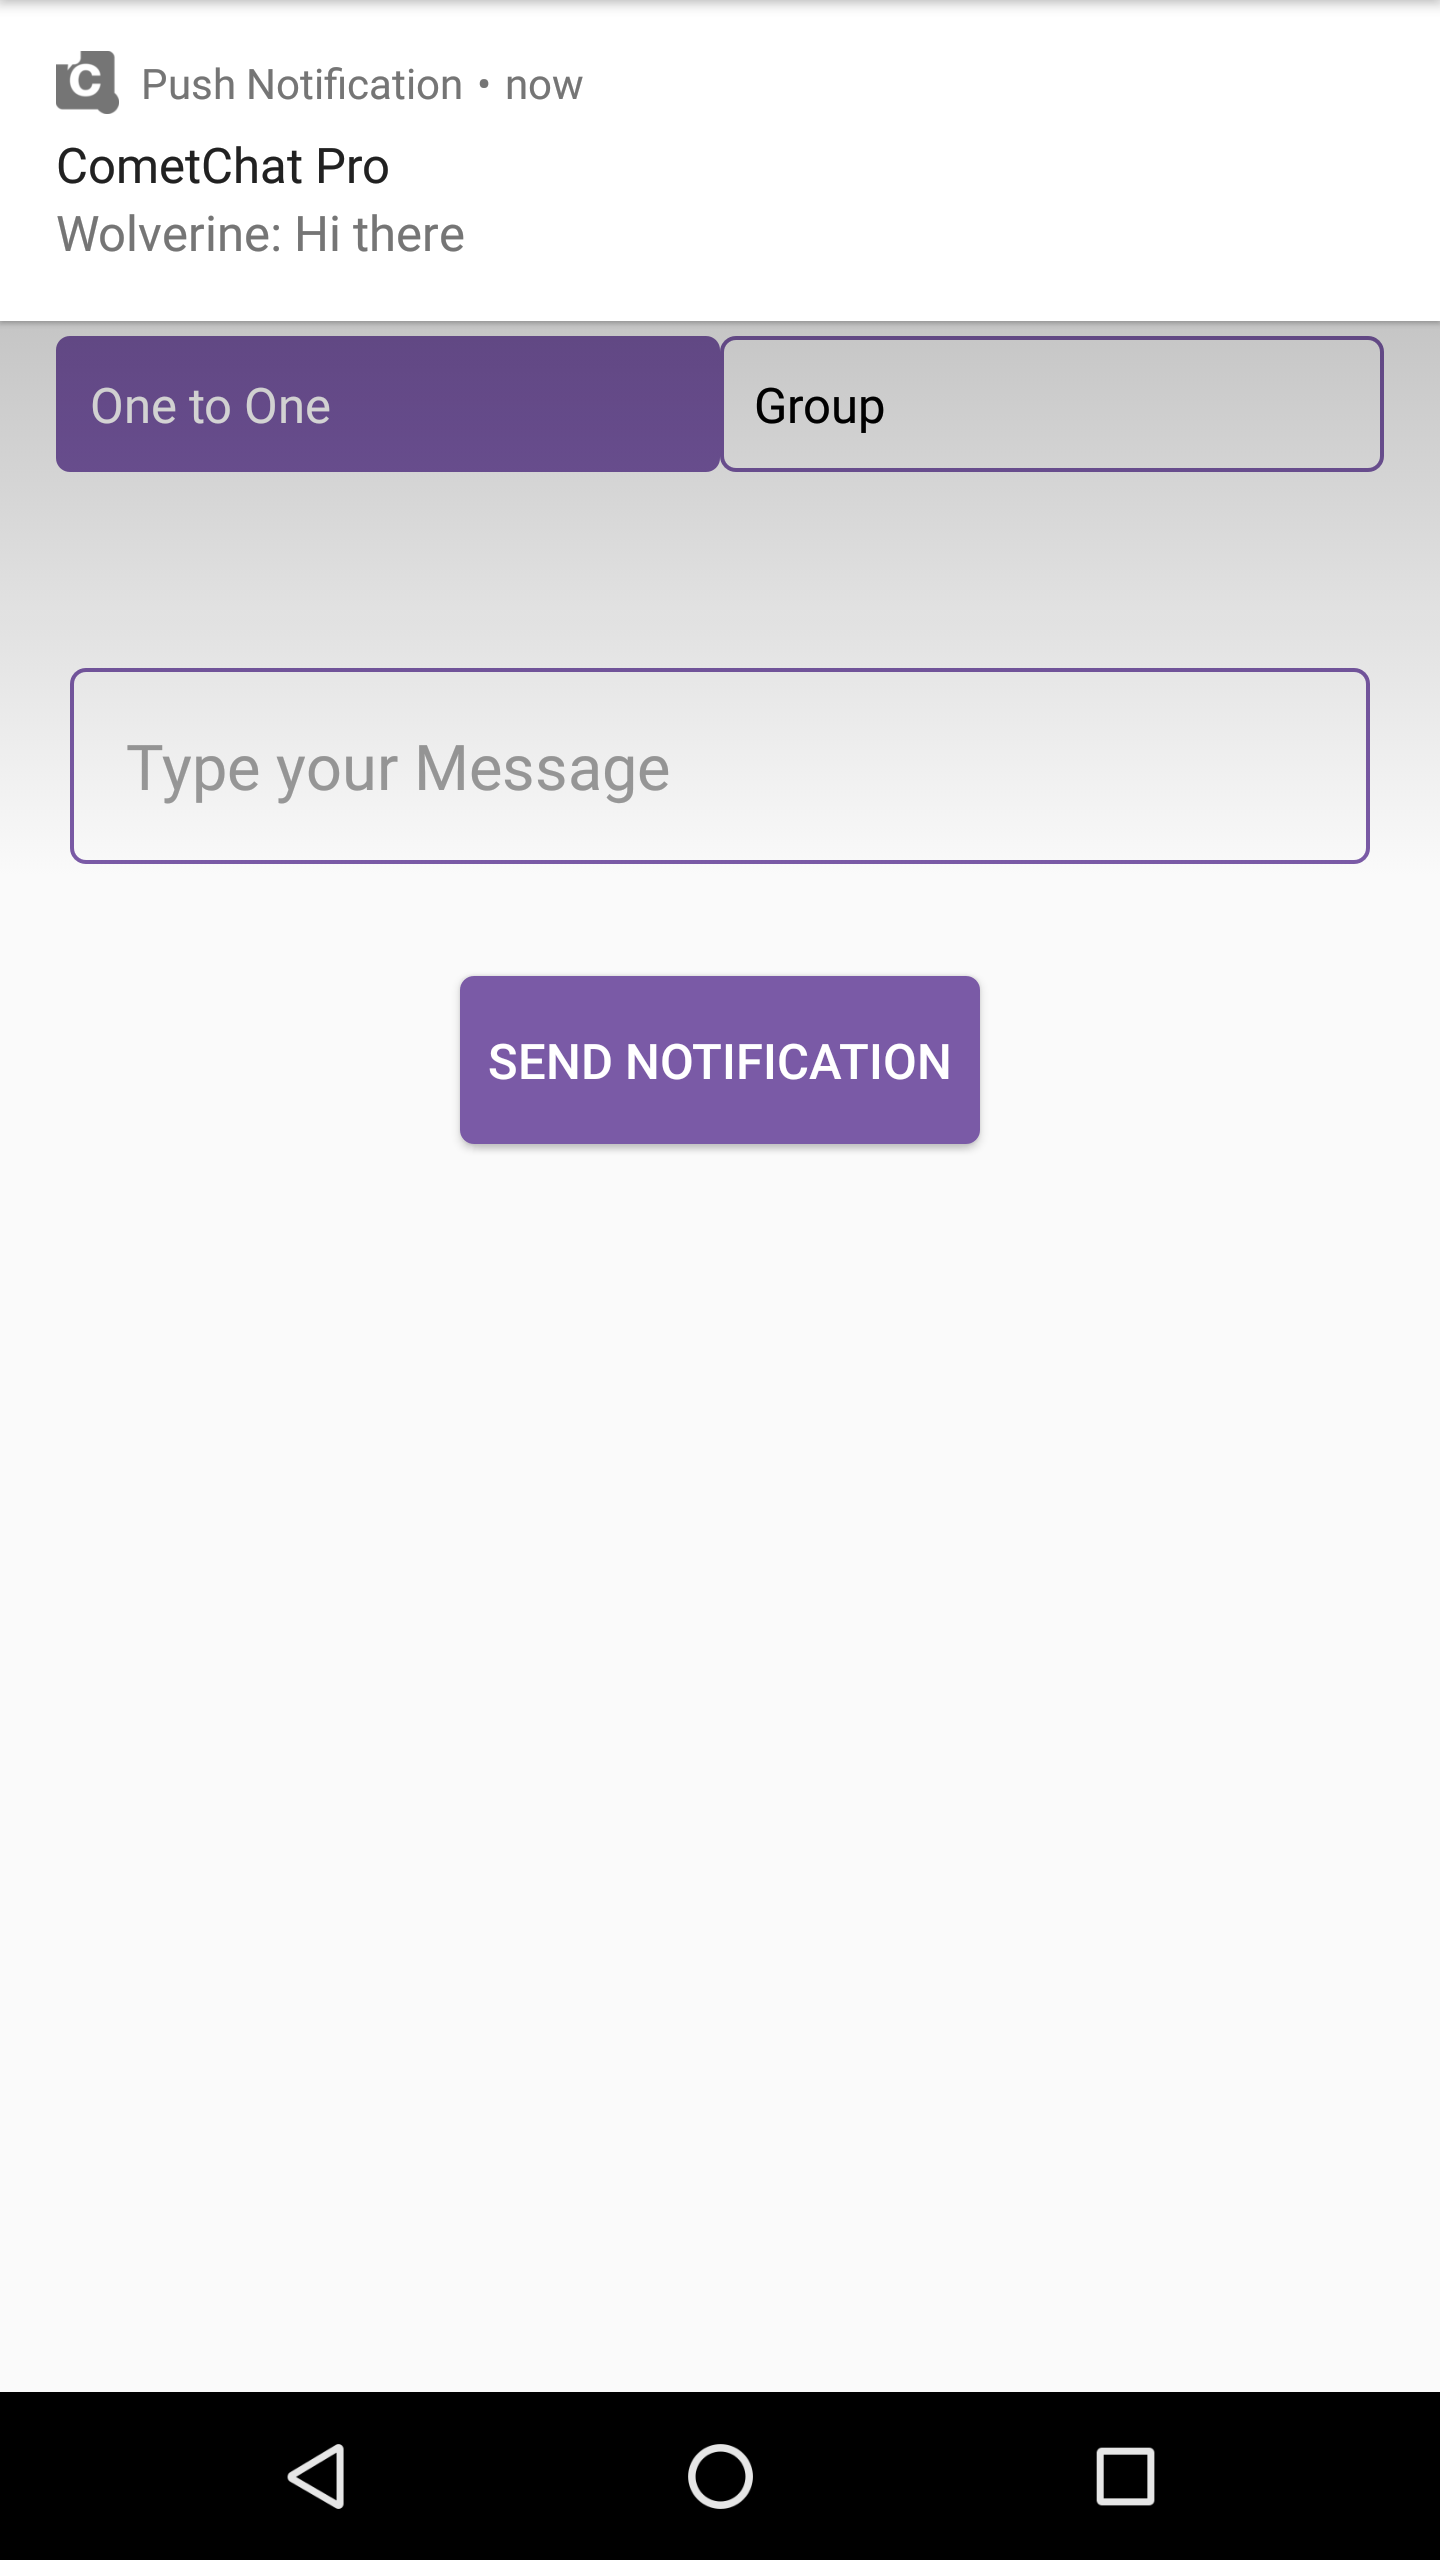 Push Notification • now
CometChat Pro
Wolverine: Hi there
One to One Group
Type your Message
SEND NOTIFICATION